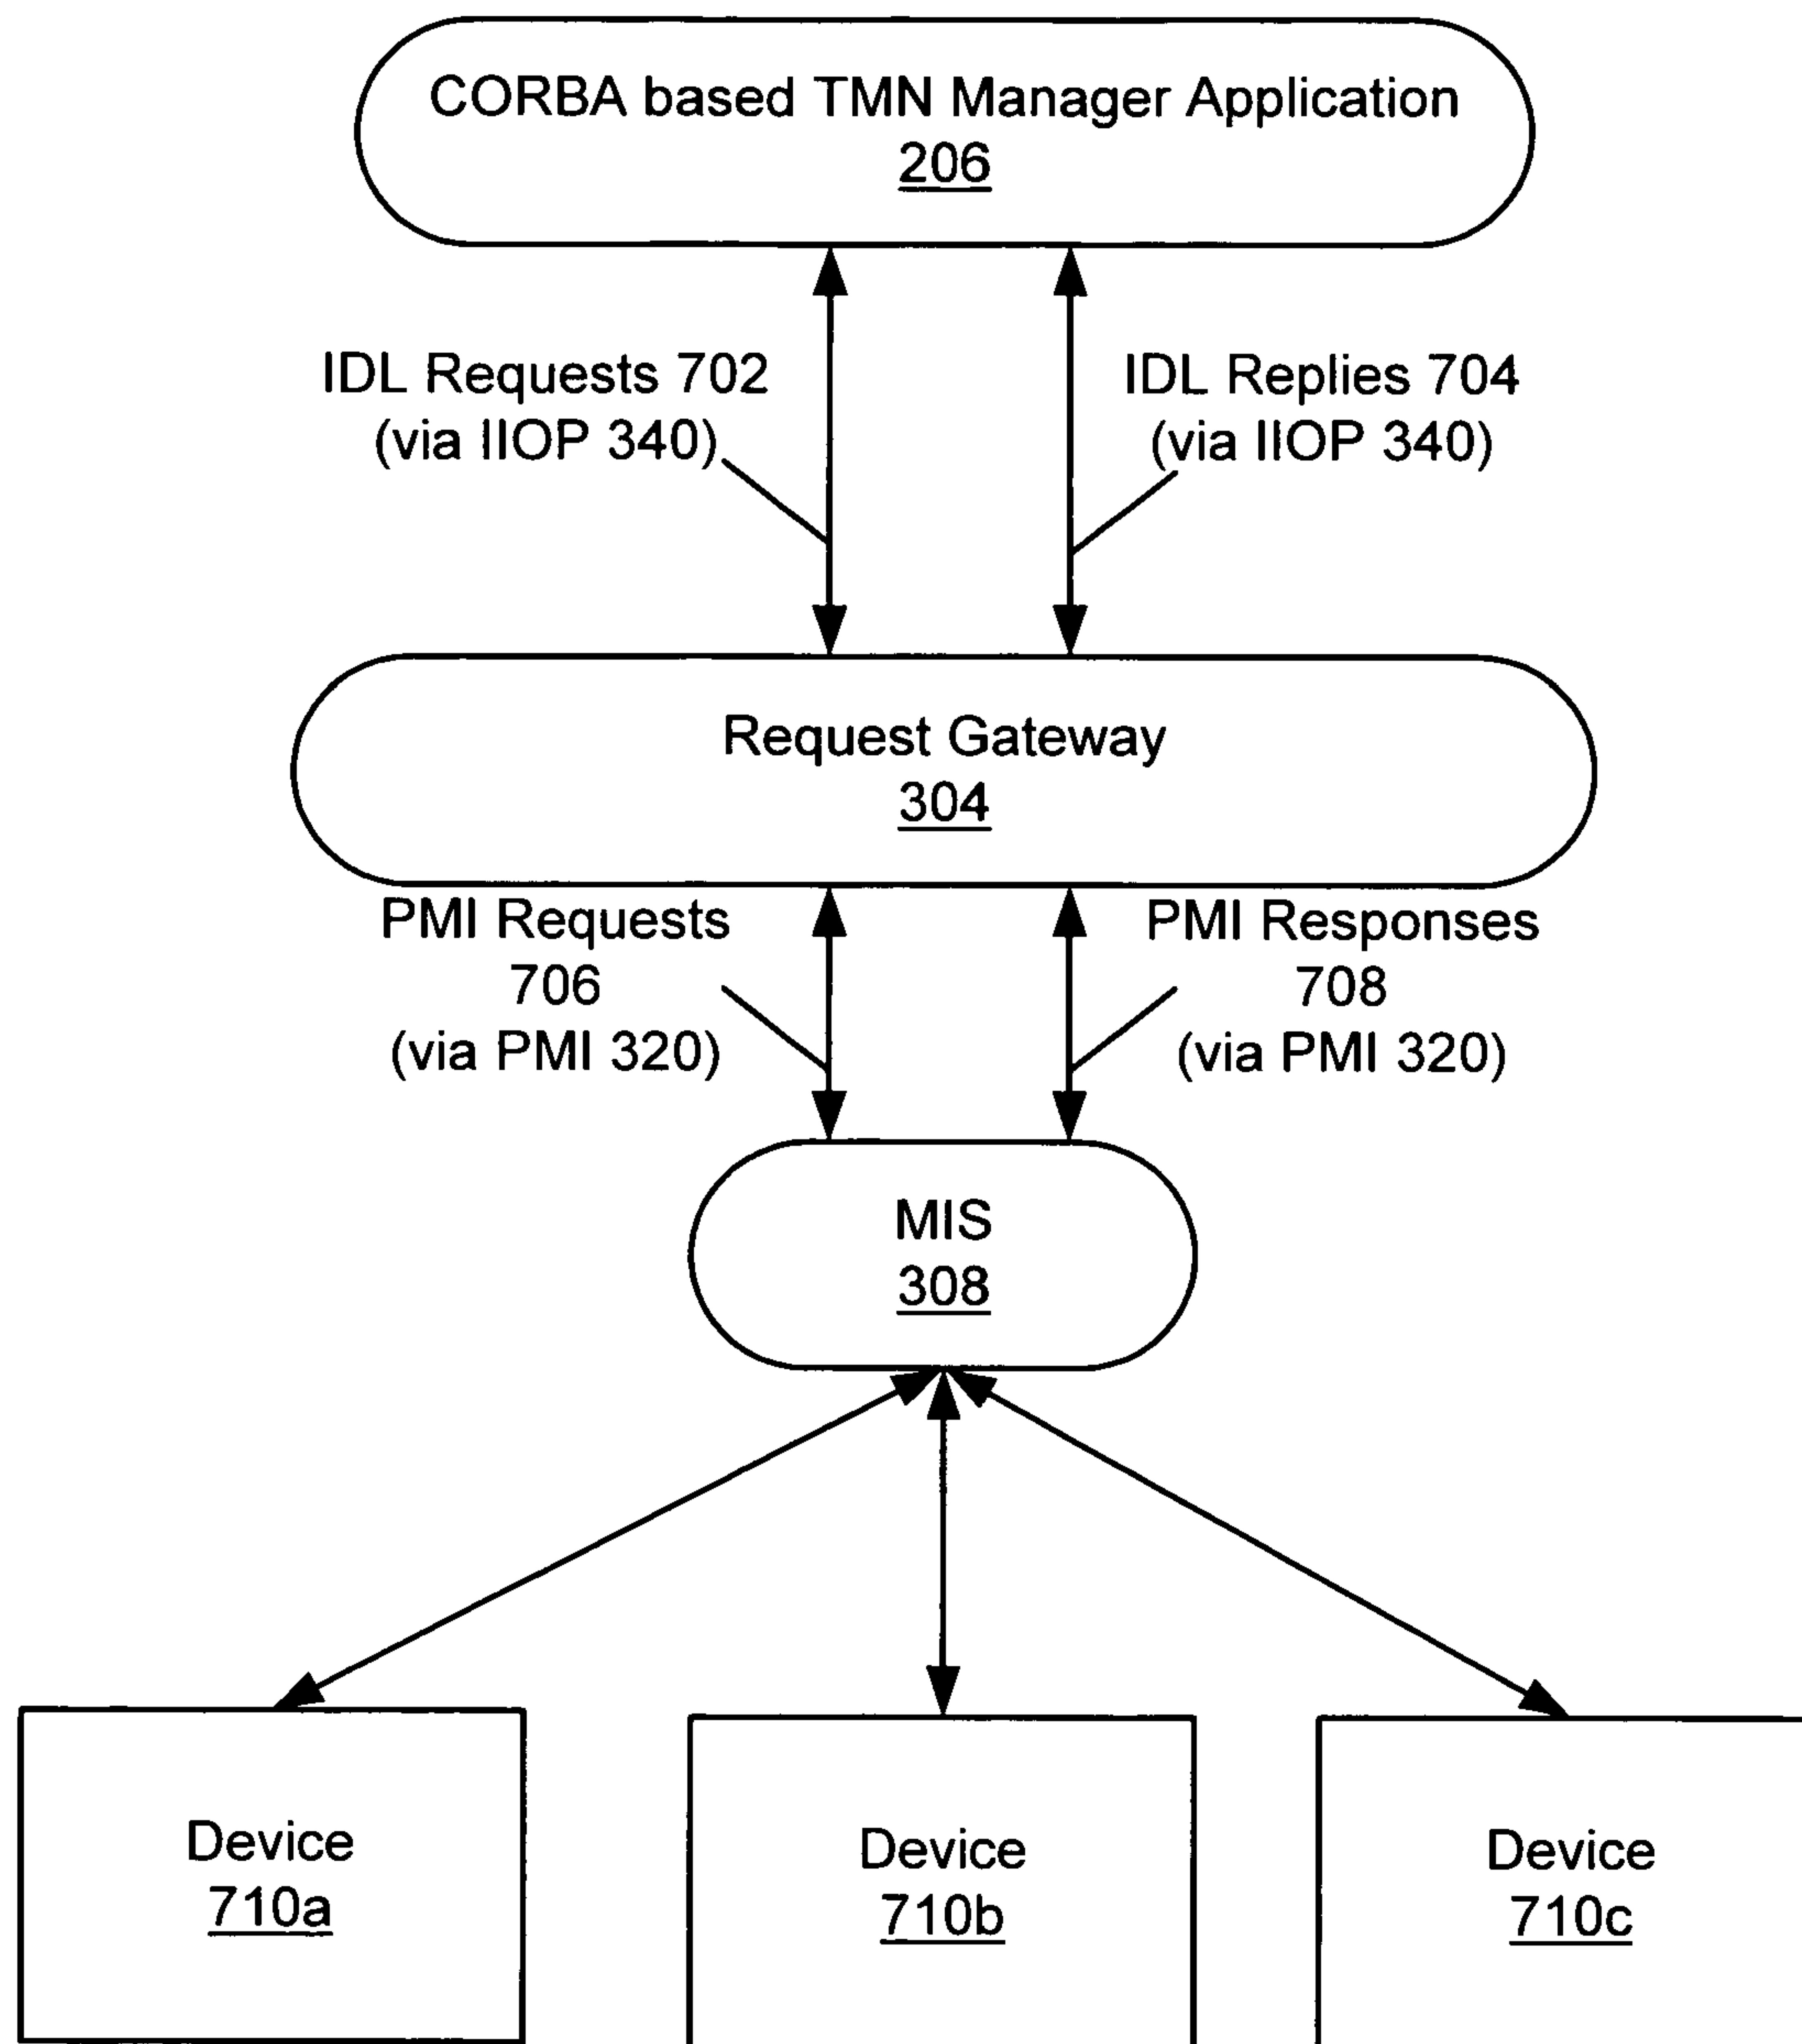 CORBA based TMN Manager Application
206
IDL Requests 702
(via IIOP 340)
IDL Replies 704
(via IIOP 340)
Request Gateway
304
PMI Requests
706
(via PMI 320)
PMI Responses
708
(via PMI 320)
MIS
308
Device
710a
Device
710b
Device
710c